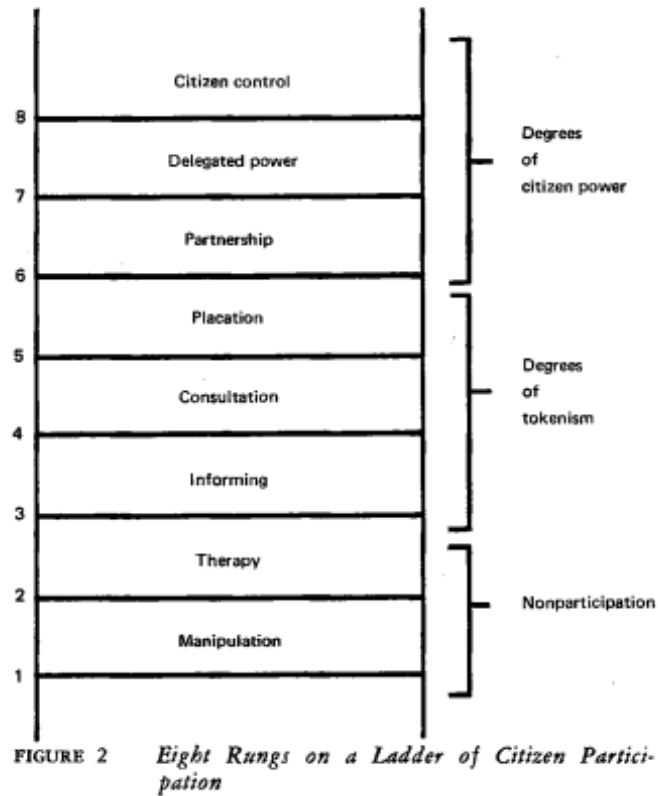 Citizen control
8
Delegated power
7
Partnership
6
Placation
5
Consultation
4
Informing
3
Therapy
2
Manipulation
1
Degrees
of
citizen power
Degrees
of
tokenism
Nonparticipation
FIGURE 2 Eight Rungs on a Ladder of Citizen Partici-
pation